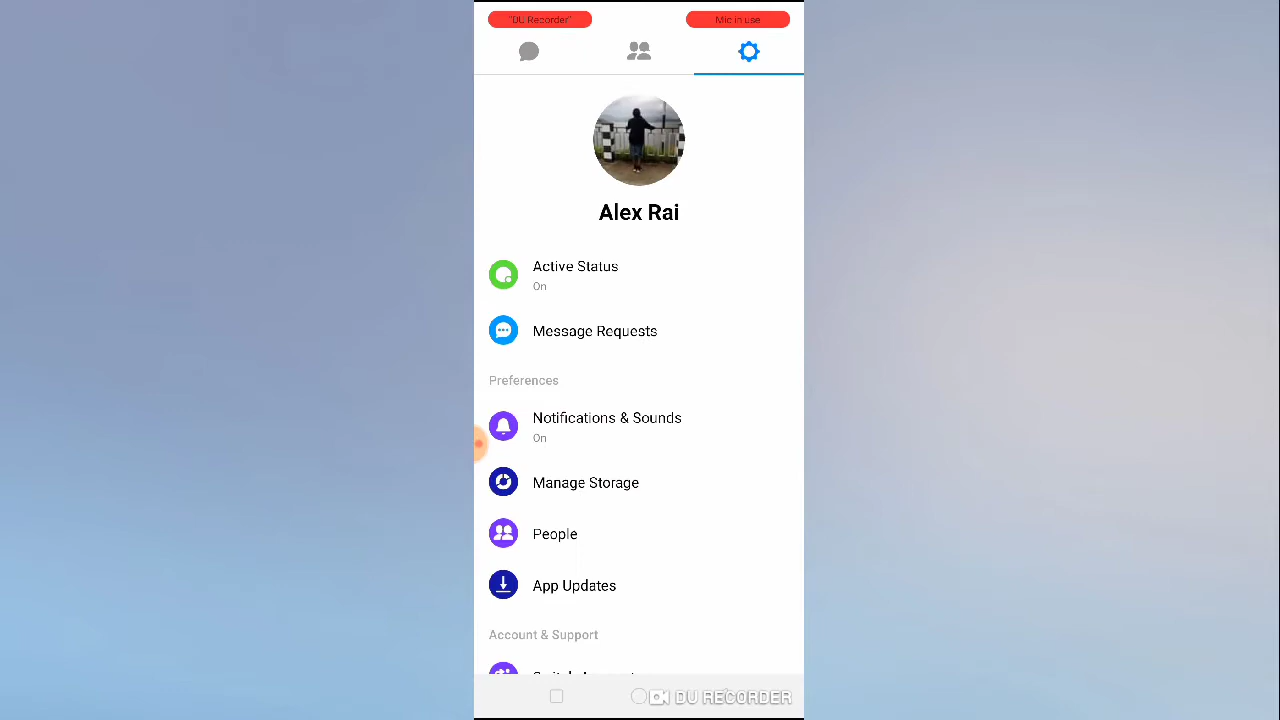 "DU Recorder"
Mic in use
Alex Rai
Active Status
On
Message Requests
Preferences
Notifications & Sounds
On
Manage Storage
People
App Updates
Account & Support
DU RECORDER